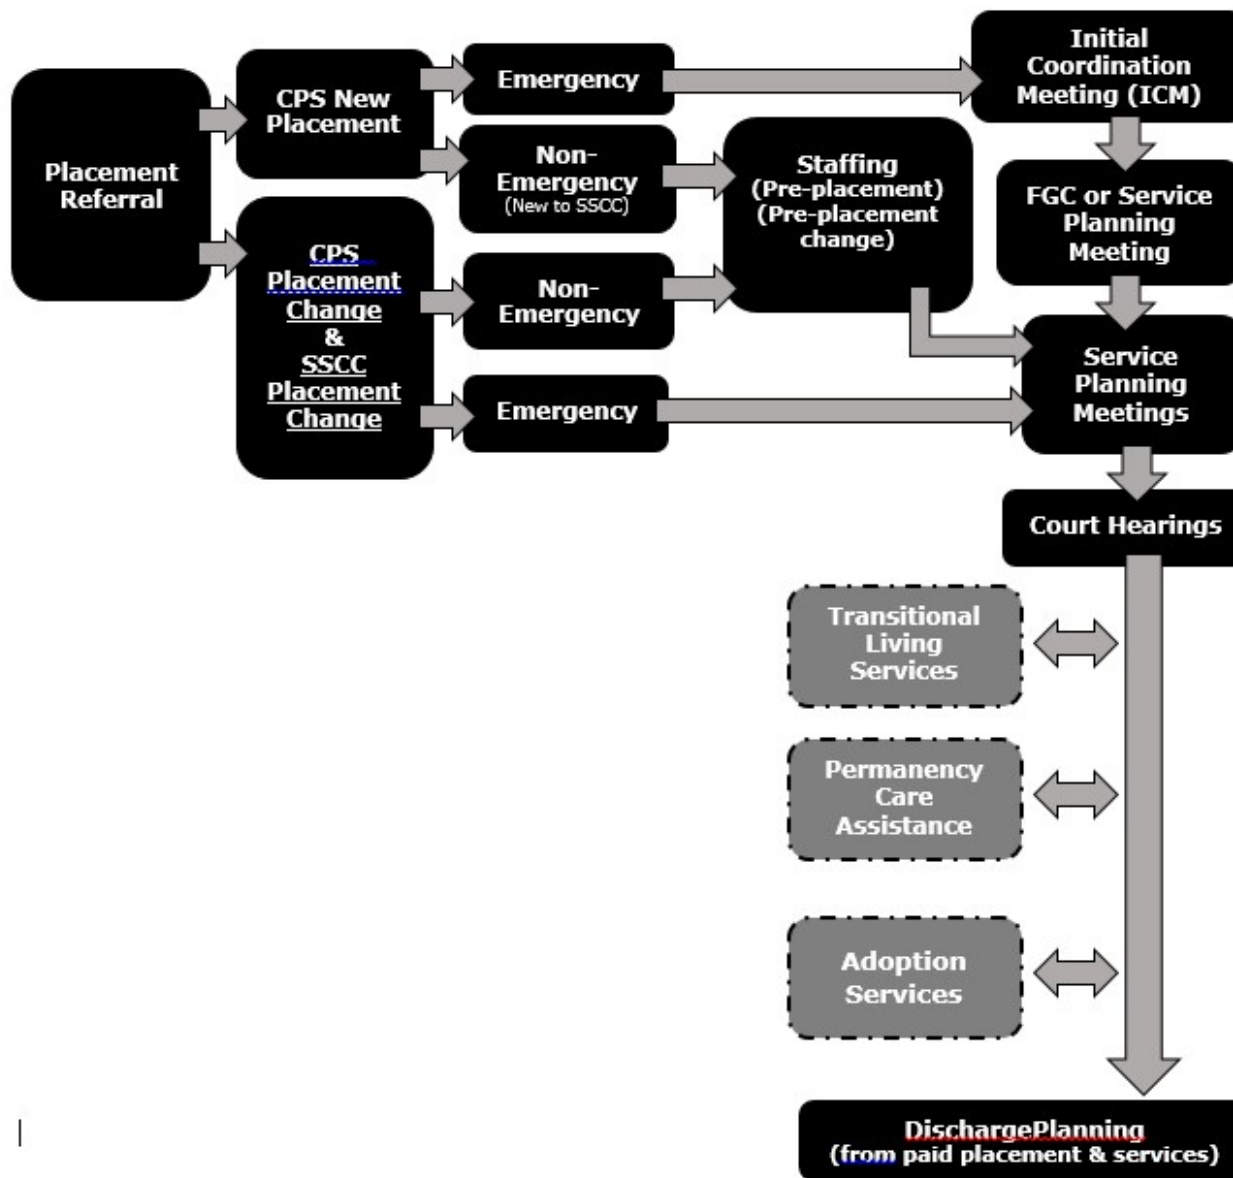 Placement
Referral
CPS New
Placement
CPS
Placement
Change
&
SSCC
Placement
Change
Emergency
Non-
Emergency
(New to SSCC)
Non-
Emergency
Emergency
Staffing
(Pre-placement)
(Pre-placement
change)
Initial
Coordination
Meeting (ICM)
FGC or Service
Planning
Meeting
Service
Planning
Meetings
Court Hearings
Transitional
Living
Services
Permanency
Care
Assistance
Adoption
Services
DischargePlanning
(from paid placement & services)